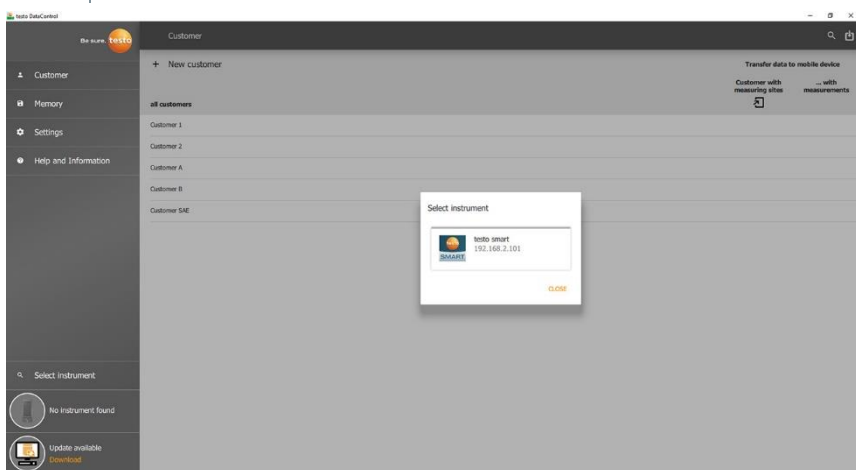 testo DataControl
Be sure. testo
Customer
Customer
Memory
Settings
Help and Information
+ New customer
Transfer data to mobile device
Customer with
measuring sites
... with
measurements
all customers
Customer 1
Customer 2
Customer A
Customer B
Customer SAE
Select instrument
testo smart
192.168.2.101
SMART
CLOSE
Select instrument
No instrument found
Update available
Download